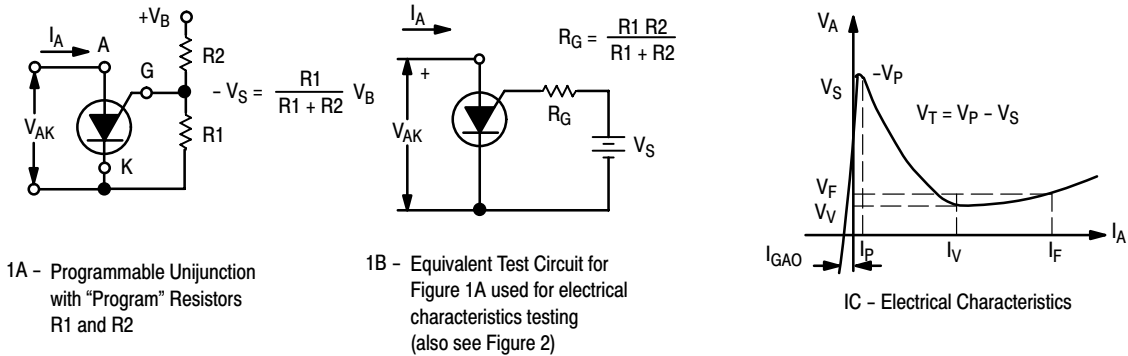 +V_B
I_A
A
R2
G
- V_S = R1 / (R1 + R2) V_B
V_AK
R1
K
1A – Programmable Unijunction
with “Program” Resistors
R1 and R2
I_A
R_G = R1 R2 / (R1 + R2)
+
R_G
V_AK
V_S
1B – Equivalent Test Circuit for
Figure 1A used for electrical
characteristics testing
(also see Figure 2)
V_A
–V_P
V_S
V_T = V_P – V_S
V_F
V_V
I_A
I_P
I_V
I_F
I_GAO
IC – Electrical Characteristics